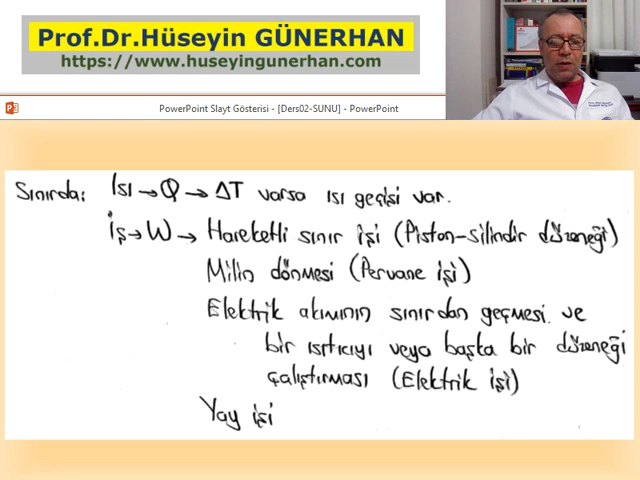 Prof.Dr.Hüseyin GÜNERHAN
https://www.huseyingunerhan.com
PowerPoint Slayt Gösterisi - [Ders02-SUNU] - PowerPoint
Sınırda: Isı → Q → ΔT varsa ısı geçişi var.
İş → W → Hareketli sınır işi (Piston-silindir düzeneği)
Milin dönmesi (Pervane işi)
Elektrik akımının sınırdan geçmesi ve
bir ısıtıcıyı veya başka bir düzeneği
çalıştırması (Elektrik işi)
Yay işi